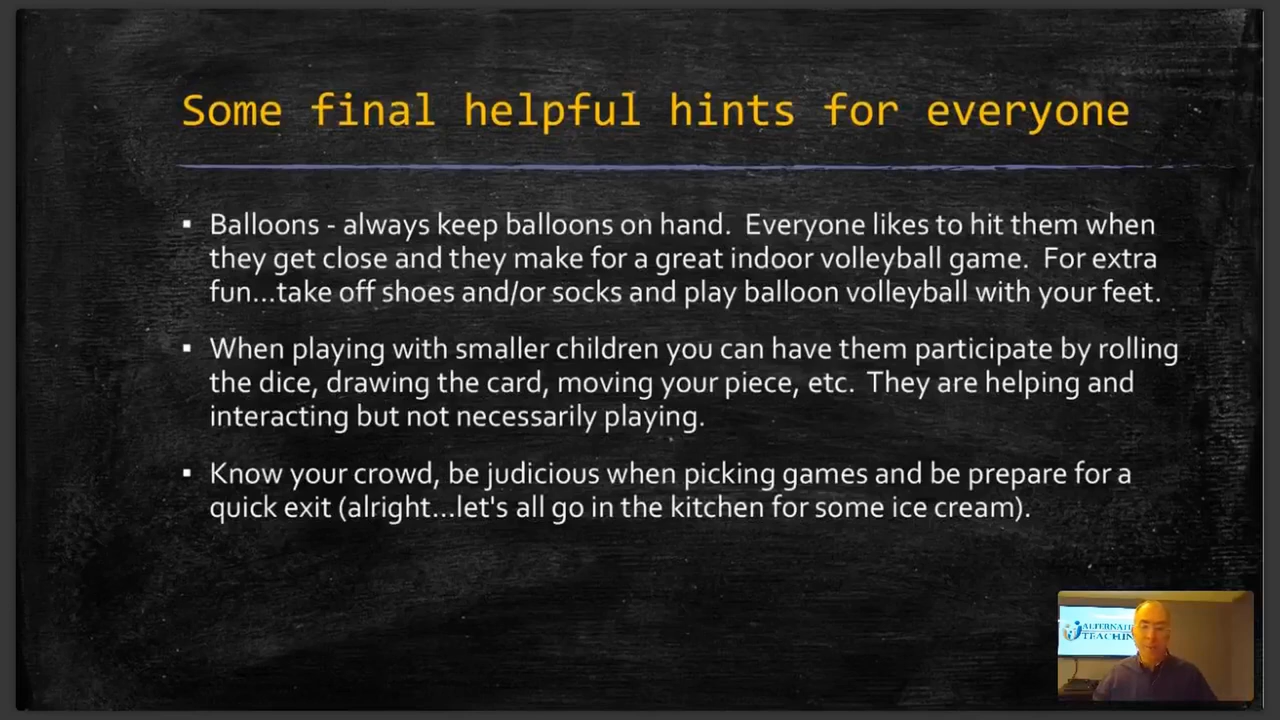 Some final helpful hints for everyone
▪ Balloons - always keep balloons on hand.  Everyone likes to hit them when
they get close and they make for a great indoor volleyball game.  For extra
fun...take off shoes and/or socks and play balloon volleyball with your feet.
▪ When playing with smaller children you can have them participate by rolling
the dice, drawing the card, moving your piece, etc.  They are helping and
interacting but not necessarily playing.
▪ Know your crowd, be judicious when picking games and be prepare for a
quick exit (alright...let's all go in the kitchen for some ice cream).